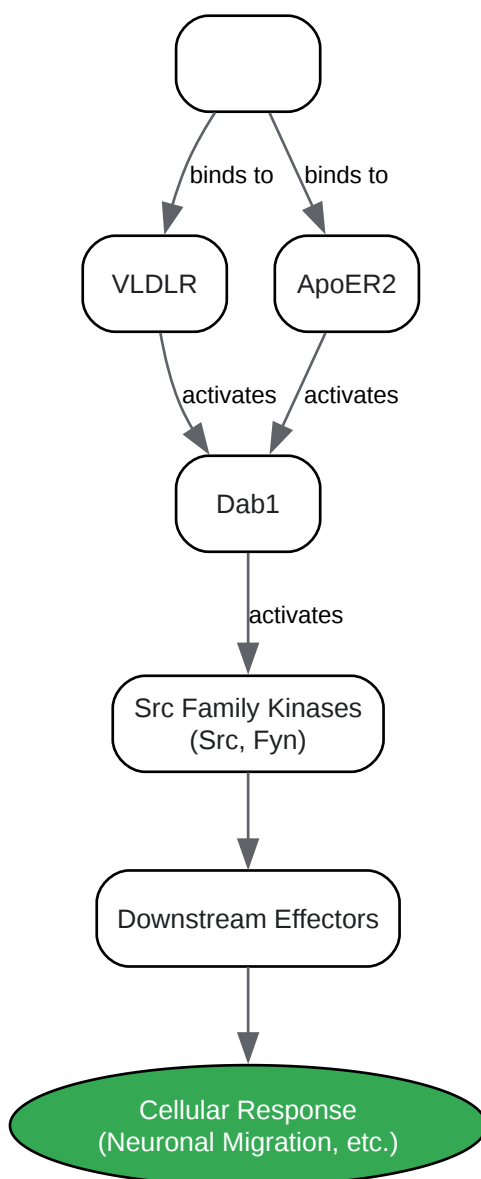 binds to
binds to
VLDLR
ApoER2
activates
activates
Dab1
activates
Src Family Kinases
(Src, Fyn)
Downstream Effectors
Cellular Response
(Neuronal Migration, etc.)